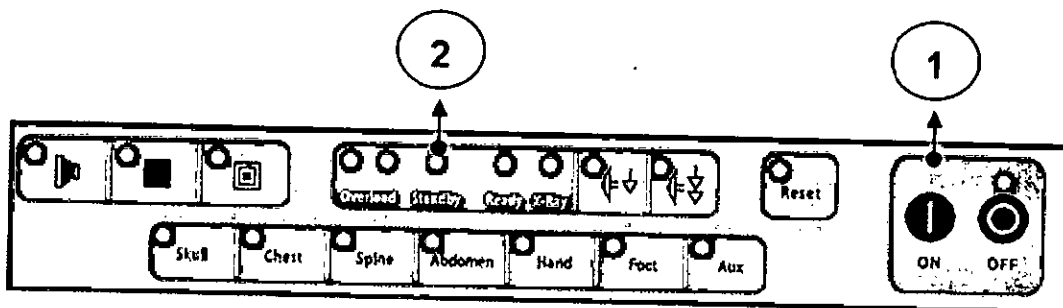 2
1
Overload Standby Ready X-Ray
Reset
ON OFF
Skull Chest Spine Abdomen Hand Foot Aux